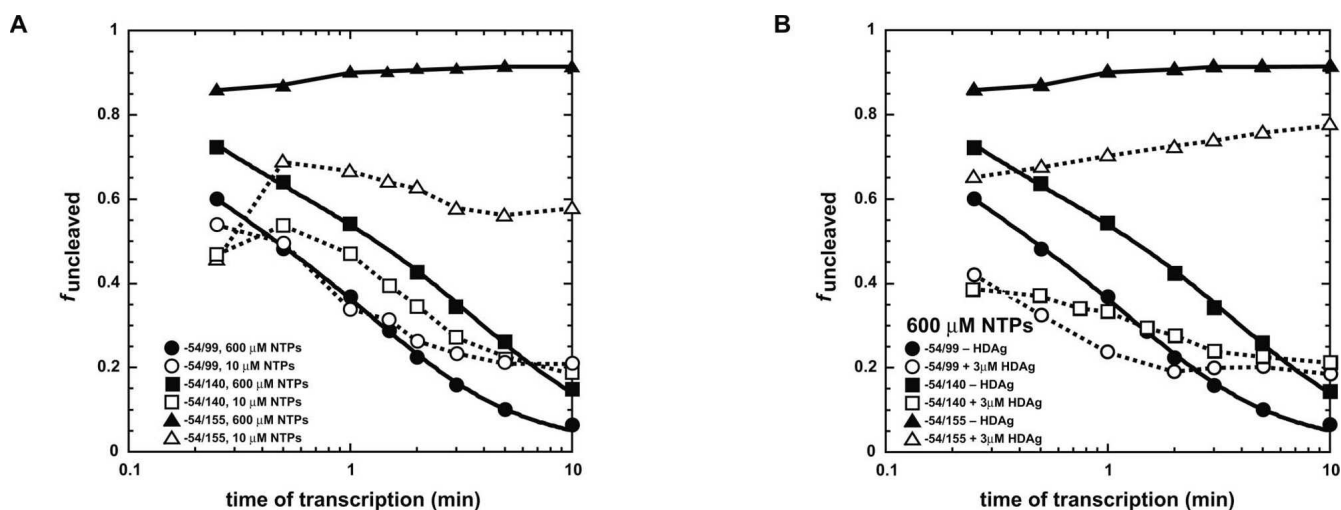 A
1
0.8
0.6
0.4
0.2
0
0.1
1
10
f uncleaved
time of transcription (min)
-54/99, 600 μM NTPs
-54/99, 10 μM NTPs
-54/140, 600 μM NTPs
-54/140, 10 μM NTPs
-54/155, 600 μM NTPs
-54/155, 10 μM NTPs
B
1
0.8
0.6
0.4
0.2
0
0.1
1
10
f uncleaved
time of transcription (min)
600 μM NTPs
-54/99 – HDAg
-54/99 + 3μM HDAg
-54/140 – HDAg
-54/140 + 3μM HDAg
-54/155 – HDAg
-54/155 + 3μM HDAg